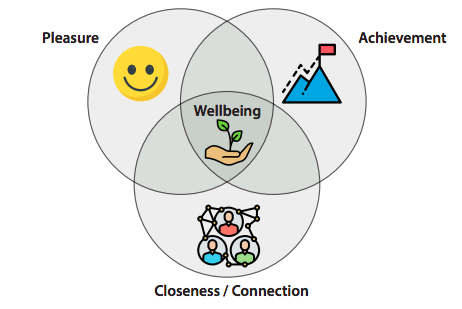 Pleasure
Achievement
Wellbeing
Closeness / Connection